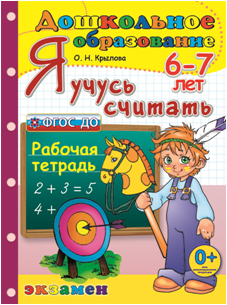 Дошкольное
образование
О. Н. Крылова
6–7
лет
Я учусь
считать
ФГОС ДО
Рабочая
тетрадь
2 + 3 = 5
4 +
0+
экзамен